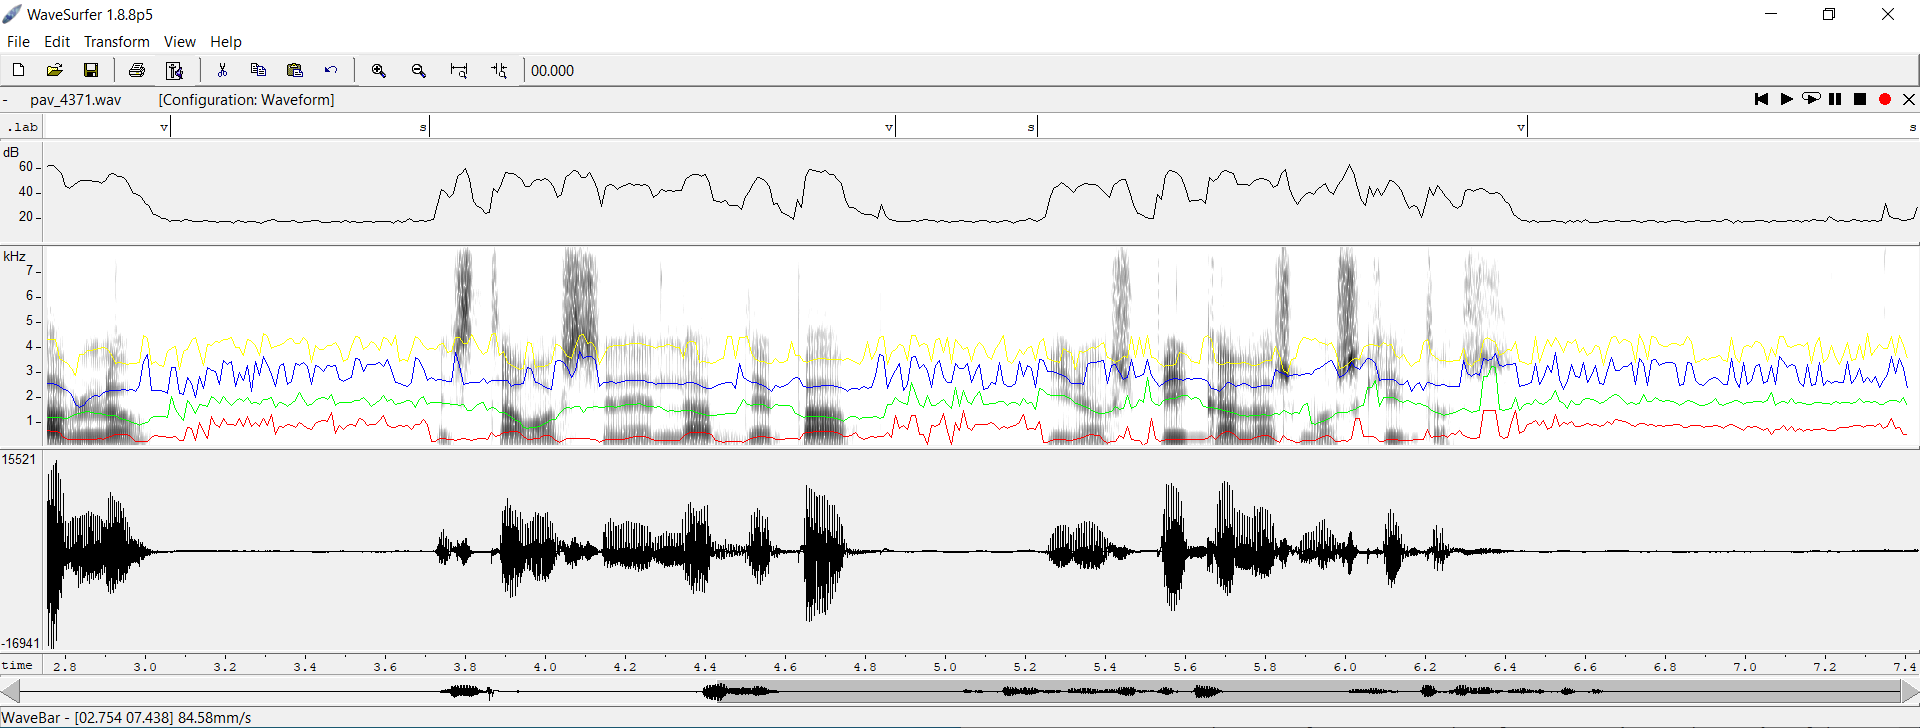 WaveSurfer 1.8.8p5
File Edit Transform View Help
00.000
- pav_4371.wav [Configuration: Waveform]
.lab v s v s v s
dB
60
40
20
kHz
7
6
5
4
3
2
1
15521
-16941
time 2.8 3.0 3.2 3.4 3.6 3.8 4.0 4.2 4.4 4.6 4.8 5.0 5.2 5.4 5.6 5.8 6.0 6.2 6.4 6.6 6.8 7.0 7.2 7.4
WaveBar - [02.754 07.438] 84.58mm/s